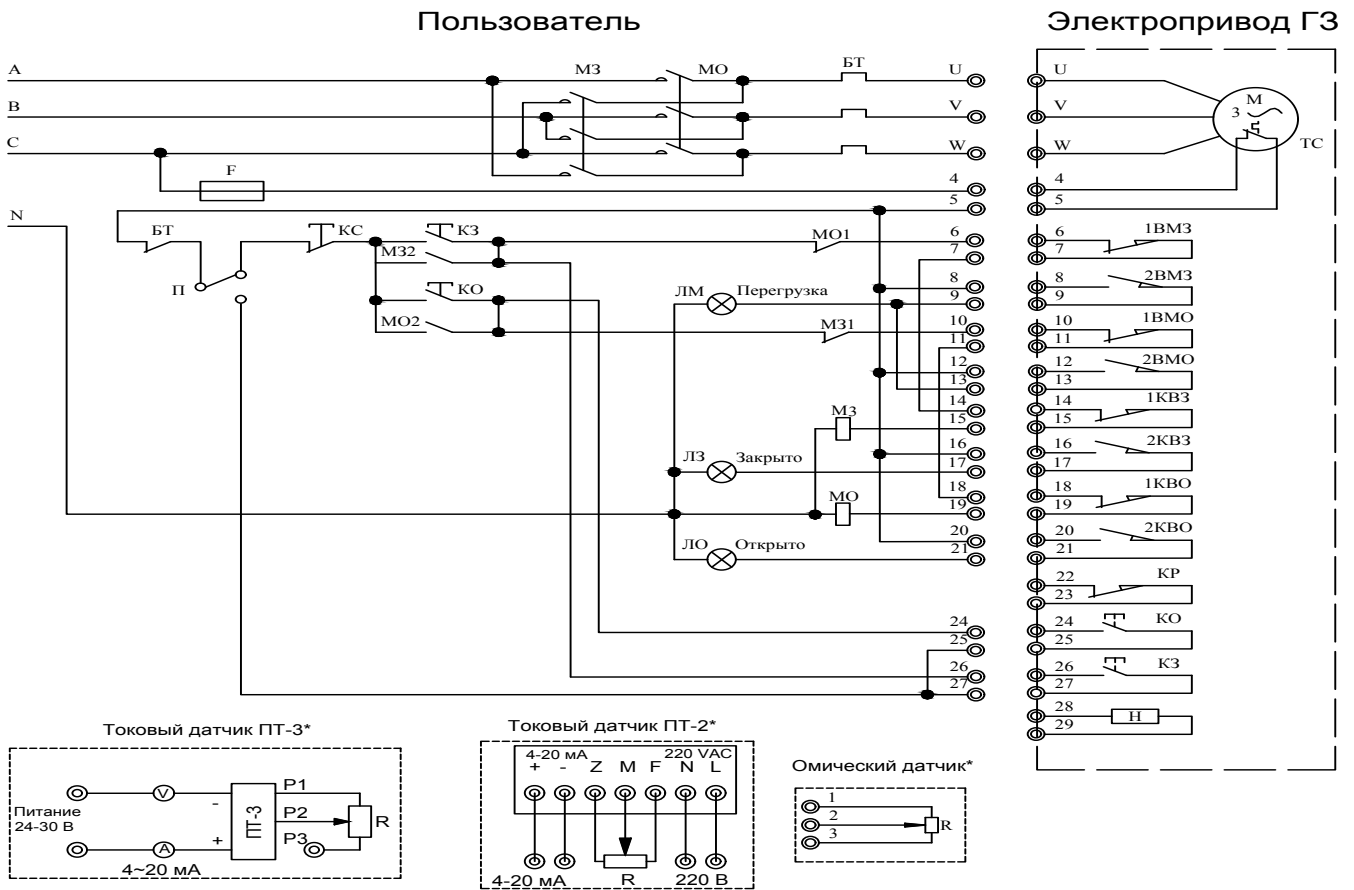 Пользователь
Электропривод ГЗ
A
МЗ
МО
БТ
U
U
M
3
B
V
V
C
W
W
ТС
F
4
4
5
5
N
БТ
КС
КЗ
МО1
6
6
1ВМЗ
МЗ2
7
7
П
КО
ЛМ
Перегрузка
8
8
2ВМЗ
9
9
МО2
МЗ1
10
10
1ВМО
11
11
12
12
2ВМО
13
13
МЗ
14
14
1КВЗ
15
15
ЛЗ
Закрыто
16
16
2КВЗ
17
17
МО
18
18
1КВО
19
19
ЛО
Открыто
20
20
2КВО
21
21
22
КР
23
24
24
КО
25
25
26
26
КЗ
27
27
28
Н
29
Токовый датчик ПТ-3*
Питание
24-30 В
V
A
-
+
ПТ-3
P1
P2
P3
R
4~20 мА
Токовый датчик ПТ-2*
4-20 мА
220 VAC
+ - Z M F N L
4-20 мА
R
220 В
Омический датчик*
1
2
3
R